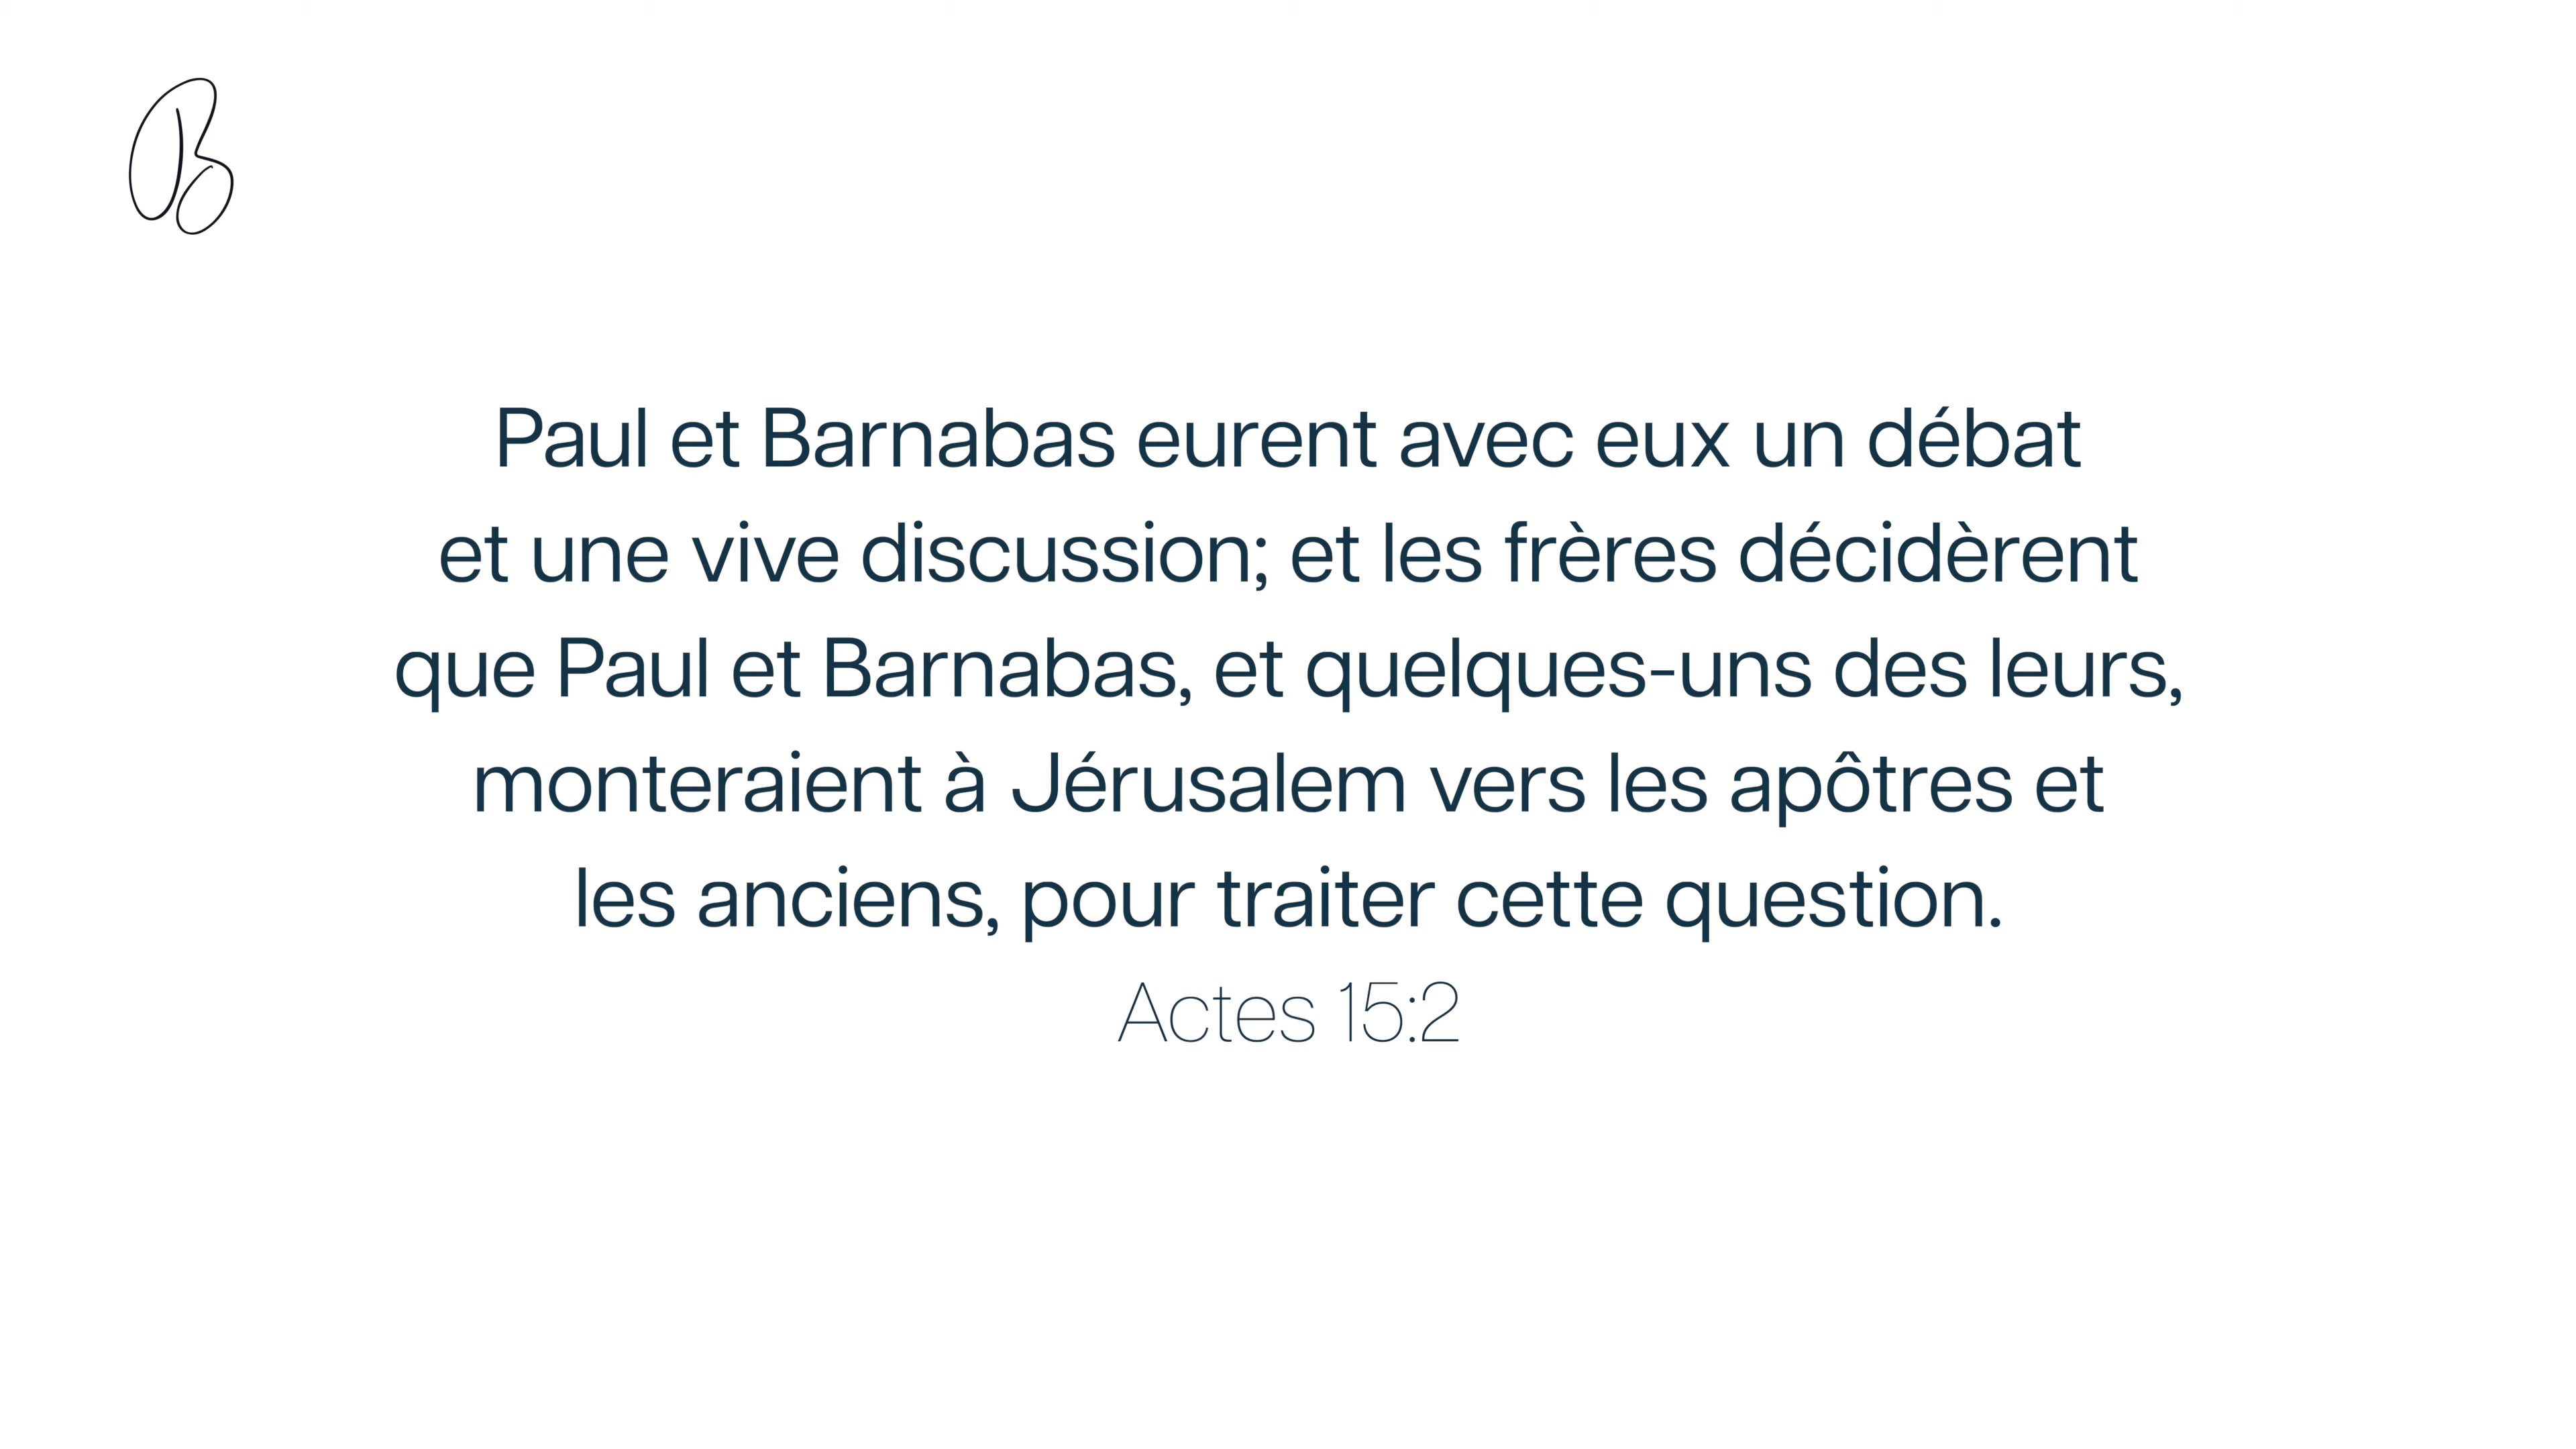 B
Paul et Barnabas eurent avec eux un débat
et une vive discussion; et les frères décidèrent
que Paul et Barnabas, et quelques-uns des leurs,
monteraient à Jérusalem vers les apôtres et
les anciens, pour traiter cette question.
Actes 15:2